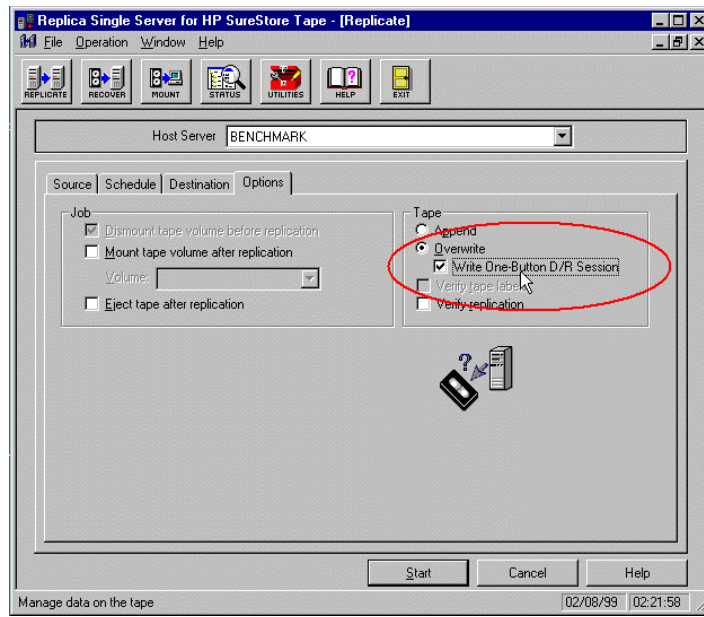 Replica Single Server for HP SureStore Tape - [Replicate]
File Operation Window Help
REPLICATE RECOVER MOUNT STATUS UTILITIES HELP EXIT
Host Server BENCHMARK
Source Schedule Destination Options
Job
Dismount tape volume before replication
Mount tape volume after replication
Volume:
Eject tape after replication
Tape
Append
Overwrite
Write One-Button D/R Session
Verify tape label
Verify replication
?
Start Cancel Help
Manage data on the tape 02/08/99 02:21:58